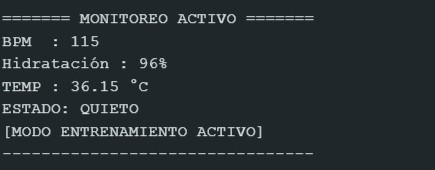 ======= MONITOREO ACTIVO =======
BPM  : 115
Hidratación : 96%
TEMP : 36.15 °C
ESTADO: QUIETO
[MODO ENTRENAMIENTO ACTIVO]
--------------------------------